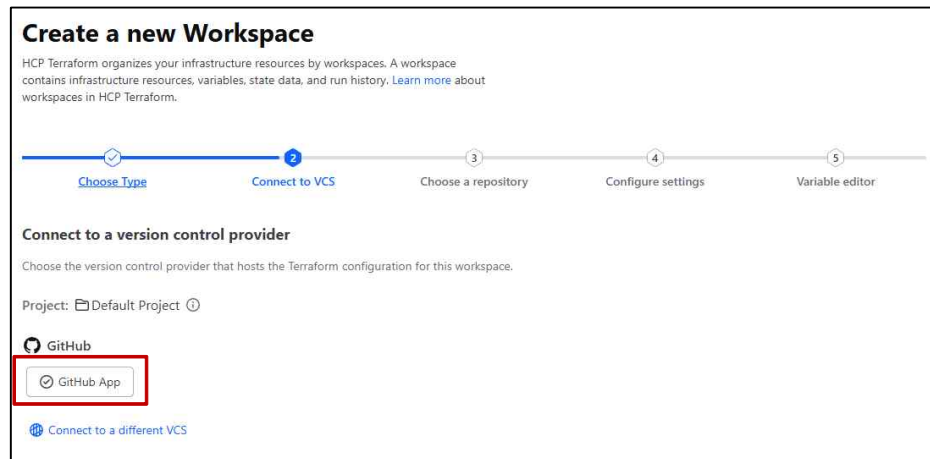 Create a new Workspace
HCP Terraform organizes your infrastructure resources by workspaces. A workspace
contains infrastructure resources, variables, state data, and run history. Learn more about
workspaces in HCP Terraform.
2 3 4 5
Choose Type Connect to VCS Choose a repository Configure settings Variable editor
Connect to a version control provider
Choose the version control provider that hosts the Terraform configuration for this workspace.
Project: Default Project
GitHub
GitHub App
Connect to a different VCS